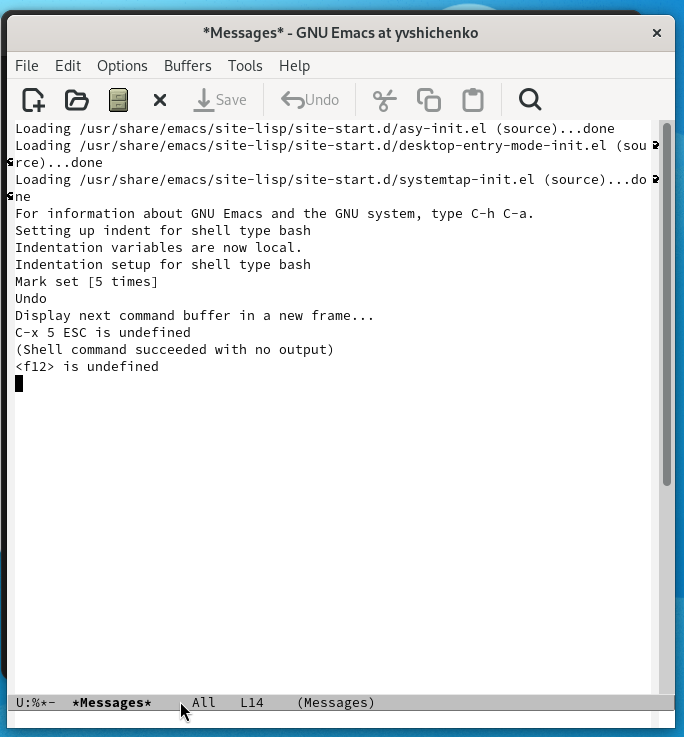 *Messages* - GNU Emacs at yvshichenko
File Edit Options Buffers Tools Help
Save Undo
Loading /usr/share/emacs/site-lisp/site-start.d/asy-init.el (source)...done
Loading /usr/share/emacs/site-lisp/site-start.d/desktop-entry-mode-init.el (sou
rce)...done
Loading /usr/share/emacs/site-lisp/site-start.d/systemtap-init.el (source)...do
ne
For information about GNU Emacs and the GNU system, type C-h C-a.
Setting up indent for shell type bash
Indentation variables are now local.
Indentation setup for shell type bash
Mark set [5 times]
Undo
Display next command buffer in a new frame...
C-x 5 ESC is undefined
(Shell command succeeded with no output)
<f12> is undefined
U:%*- *Messages* All L14 (Messages)